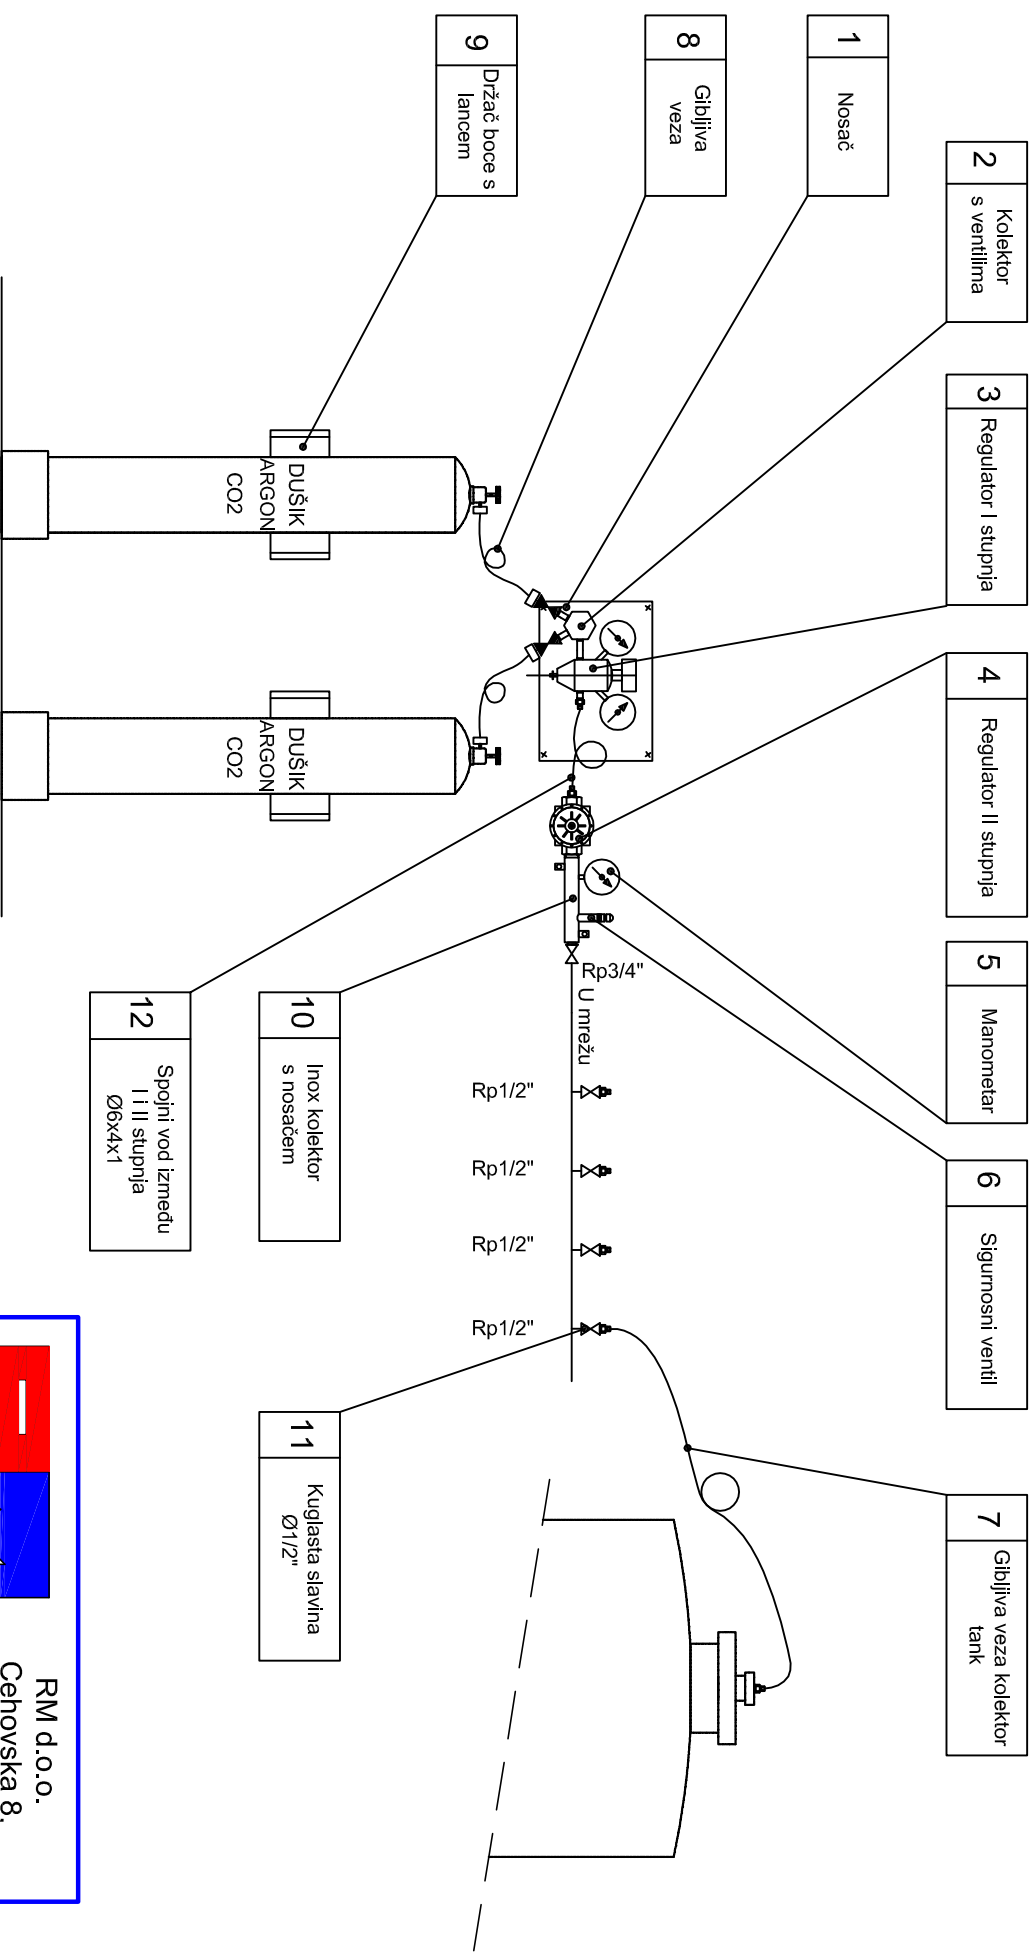 1
Nosač
2
Kolektor
s ventilima
3
Regulator I stupnja
4
Regulator II stupnja
5
Manometar
6
Sigurnosni ventil
7
Gibljiva veza kolektor
tank
8
Gibljiva
veza
9
Držač boce s
lancem
DUŠIK
ARGON
CO2
DUŠIK
ARGON
CO2
Rp3/4"
U mrežu
Rp1/2"
Rp1/2"
Rp1/2"
Rp1/2"
10
Inox kolektor
s nosačem
11
Kuglasta slavina
Ø1/2"
12
Spojni vod između
I i II stupnja
Ø6x4x1
RM d.o.o.
Cehovska 8.